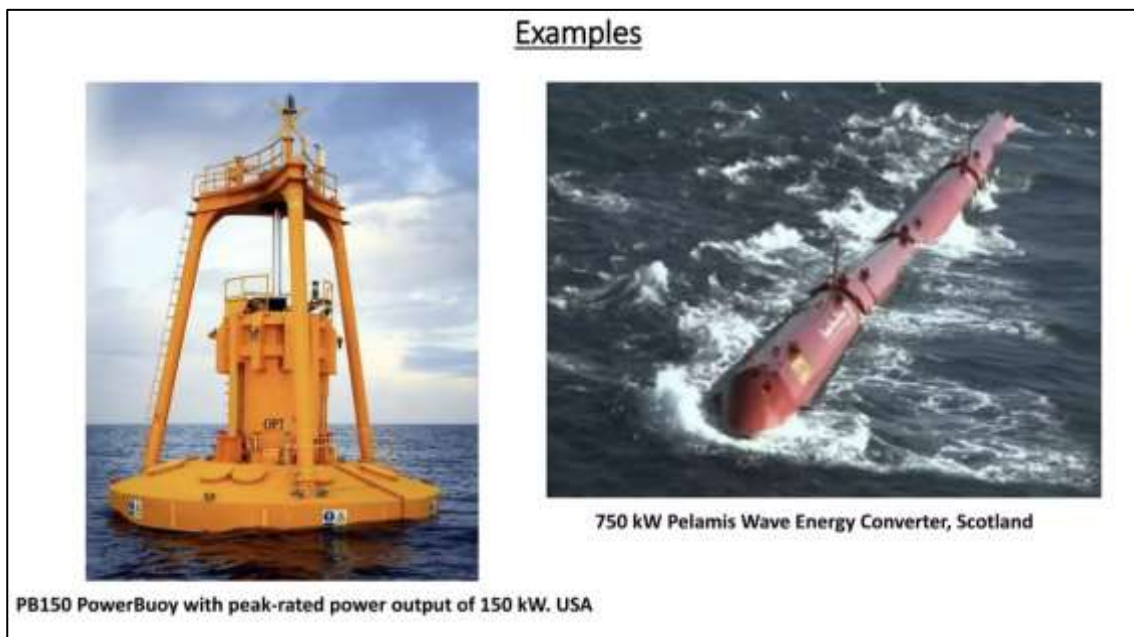 Examples
OPT
750 kW Pelamis Wave Energy Converter, Scotland
PB150 PowerBuoy with peak-rated power output of 150 kW. USA